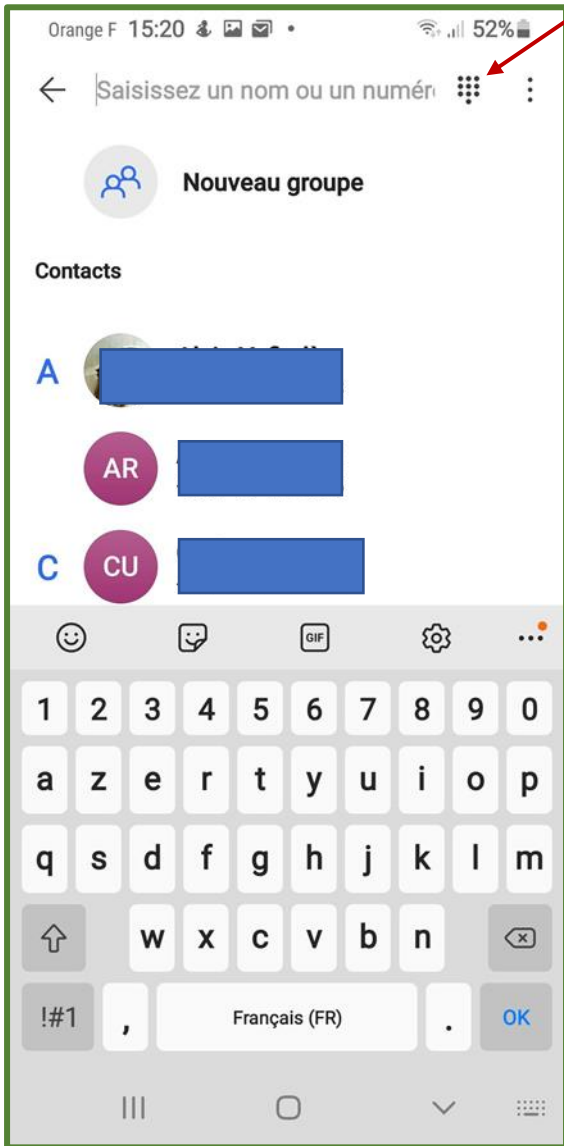 Orange F 15:20 52%
Saisissez un nom ou un numér
Nouveau groupe
Contacts
A
AR
C CU
GIF
1 2 3 4 5 6 7 8 9 0
a z e r t y u i o p
q s d f g h j k l m
w x c v b n
!#1 , Français (FR) . OK